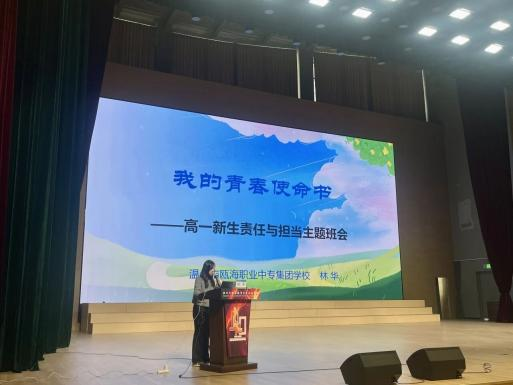 我的青春使命书
——高一新生责任与担当主题班会
温 市瓯海职业中专集团学校 林 华